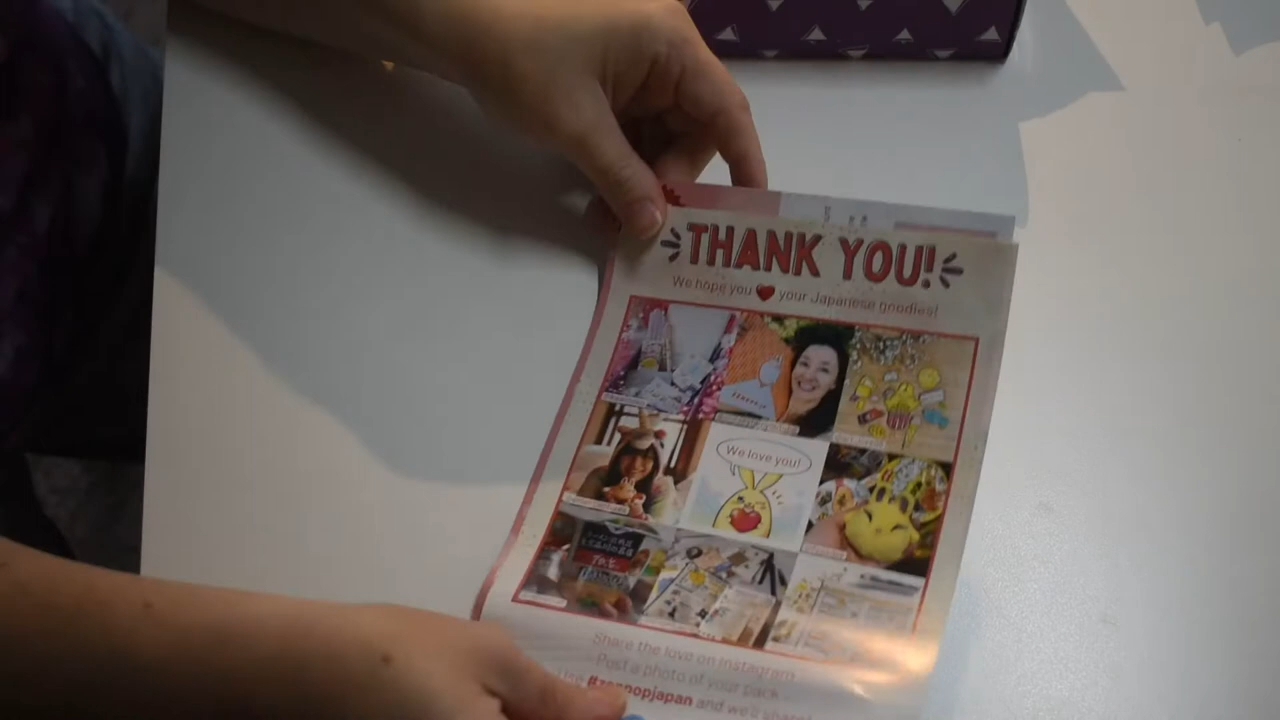 THANK YOU!
We hope you ❤ your Japanese goodies!
We love you!
Share the love on Instagram
Post a photo of your pack
#zenpopjapan and we'll share